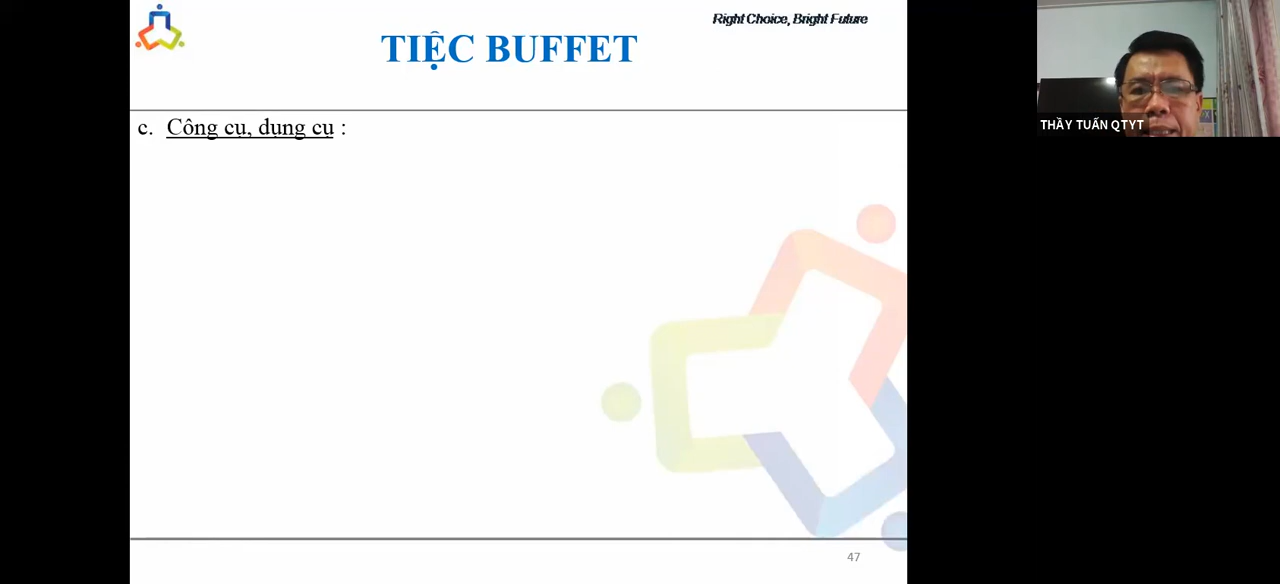 Right Choice, Bright Future
TIỆC BUFFET
THẦY TUẤN QTYT
c. Công cụ, dụng cụ :
47